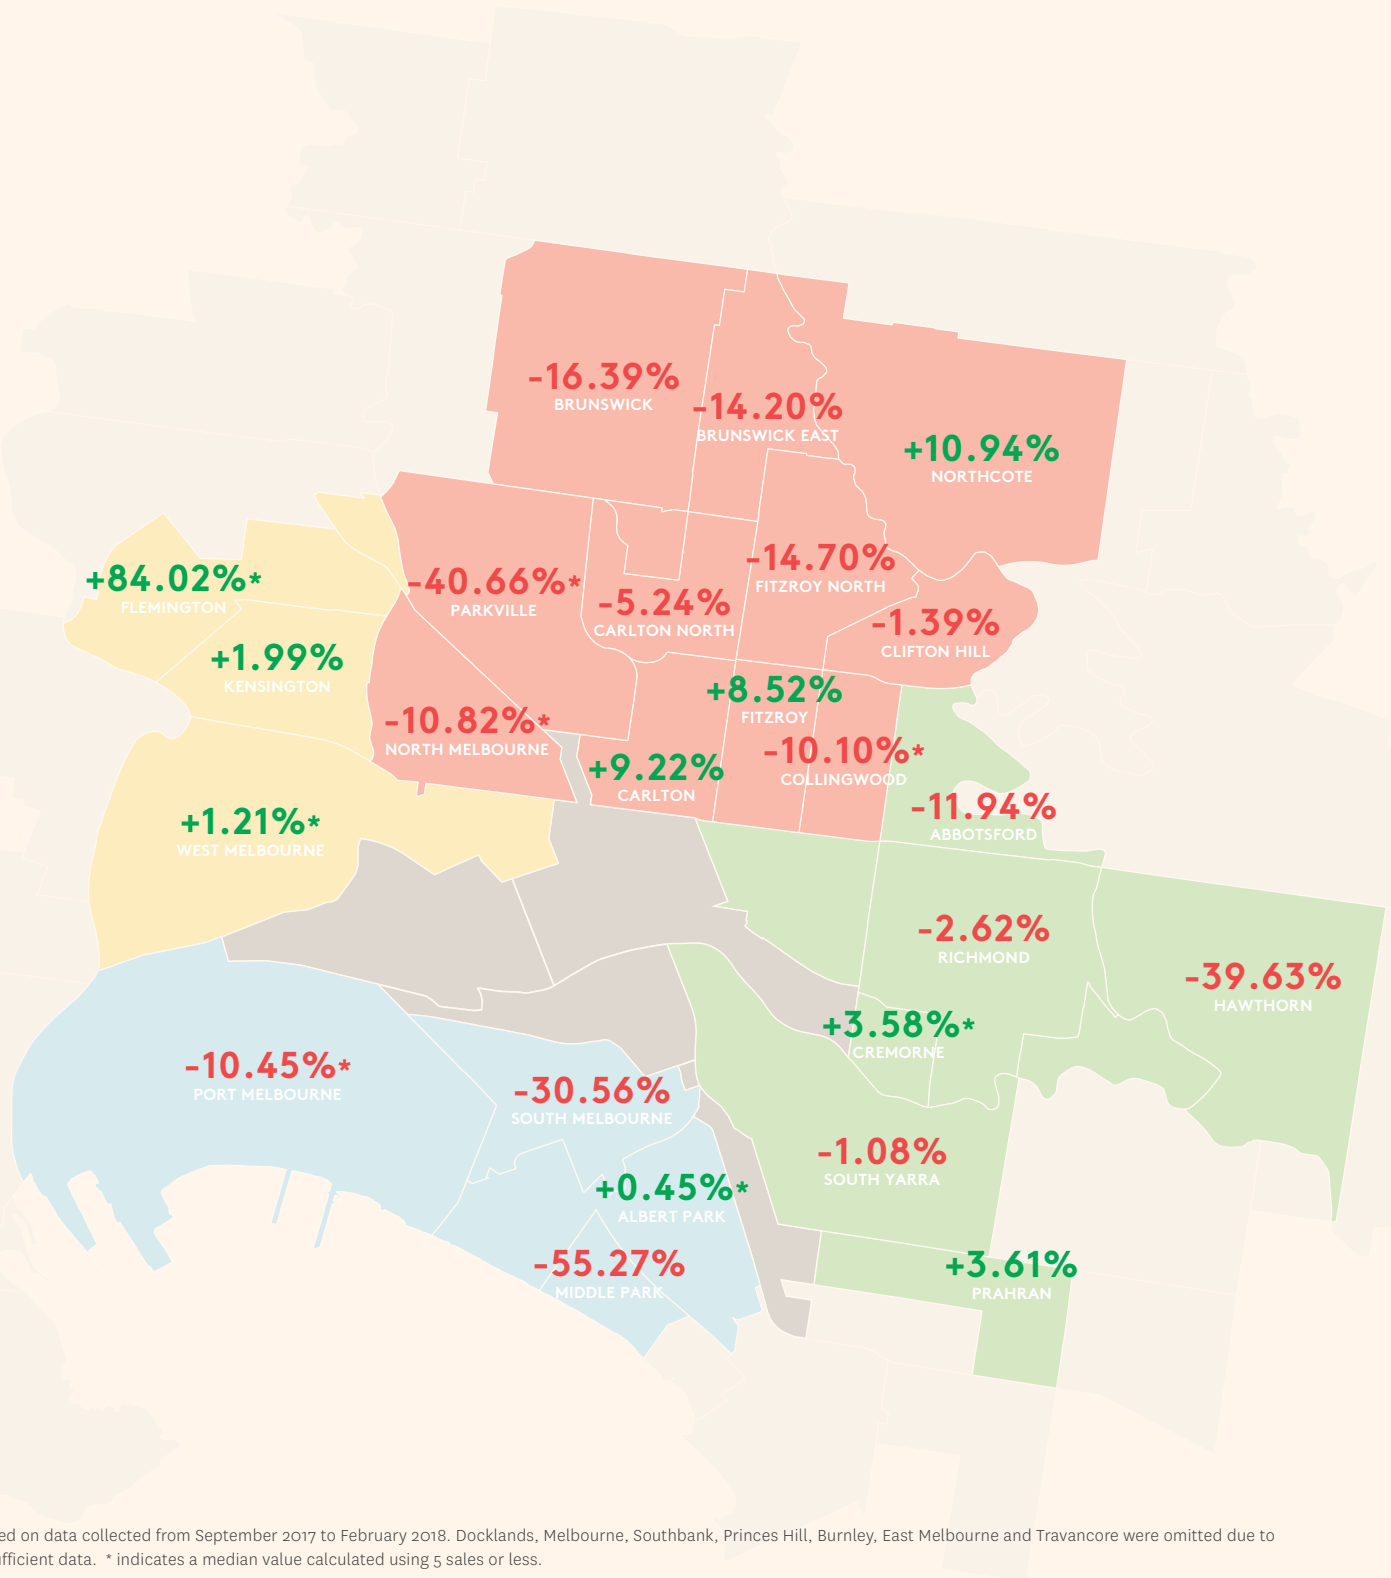 -16.39%
BRUNSWICK
-14.20%
BRUNSWICK EAST
+10.94%
NORTHCOTE
+84.02%*
FLEMINGTON
-40.66%*
PARKVILLE
-5.24%
CARLTON NORTH
-14.70%
FITZROY NORTH
-1.39%
CLIFTON HILL
+1.99%
KENSINGTON
-10.82%*
NORTH MELBOURNE
+8.52%
FITZROY
-10.10%*
COLLINGWOOD
+9.22%
CARLTON
-11.94%
ABBOTSFORD
+1.21%*
WEST MELBOURNE
-2.62%
RICHMOND
-39.63%
HAWTHORN
+3.58%*
CREMORNE
-10.45%*
PORT MELBOURNE
-30.56%
SOUTH MELBOURNE
-1.08%
SOUTH YARRA
+0.45%*
ALBERT PARK
-55.27%
MIDDLE PARK
+3.61%
PRAHRAN
ed on data collected from September 2017 to February 2018. Docklands, Melbourne, Southbank, Princes Hill, Burnley, East Melbourne and Travancore were omitted due to
ufficient data. * indicates a median value calculated using 5 sales or less.